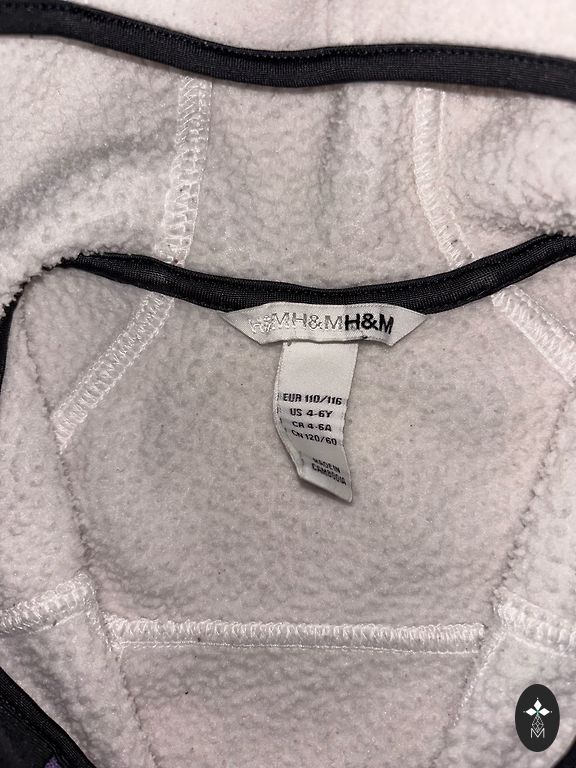 H&MH&MH&M
EUR 110/116
US 4-6Y
CA 4-6A
CN 120/60
MADE IN
CAMBODIA
M